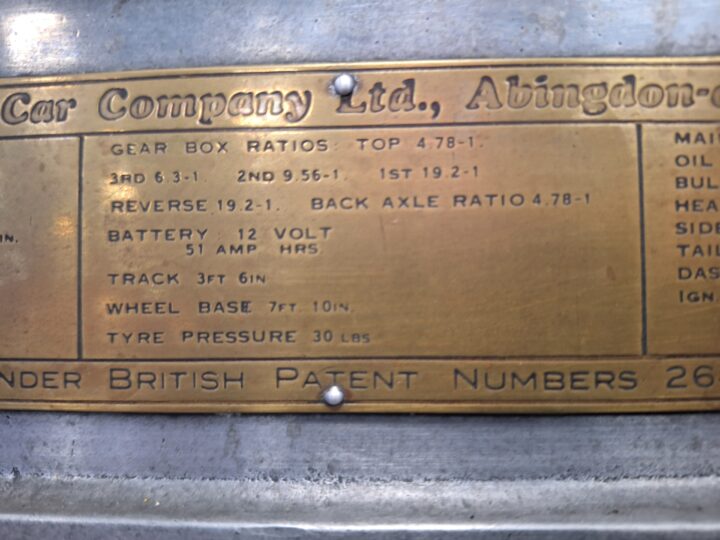 Car Company Ltd., Abingdon-
GEAR BOX RATIOS: TOP 4.78-1.
3RD 6.3-1. 2ND 9.56-1. 1ST 19.2-1
REVERSE 19.2-1. BACK AXLE RATIO 4.78-1
BATTERY 12 VOLT
51 AMP HRS
TRACK 3FT 6IN
WHEEL BASE 7FT 10IN.
TYRE PRESSURE 30 LBS
IN.
MAI
OIL
BUL
HEA
SIDE
TAIL
DAS
IGN
NDER BRITISH PATENT NUMBERS 26